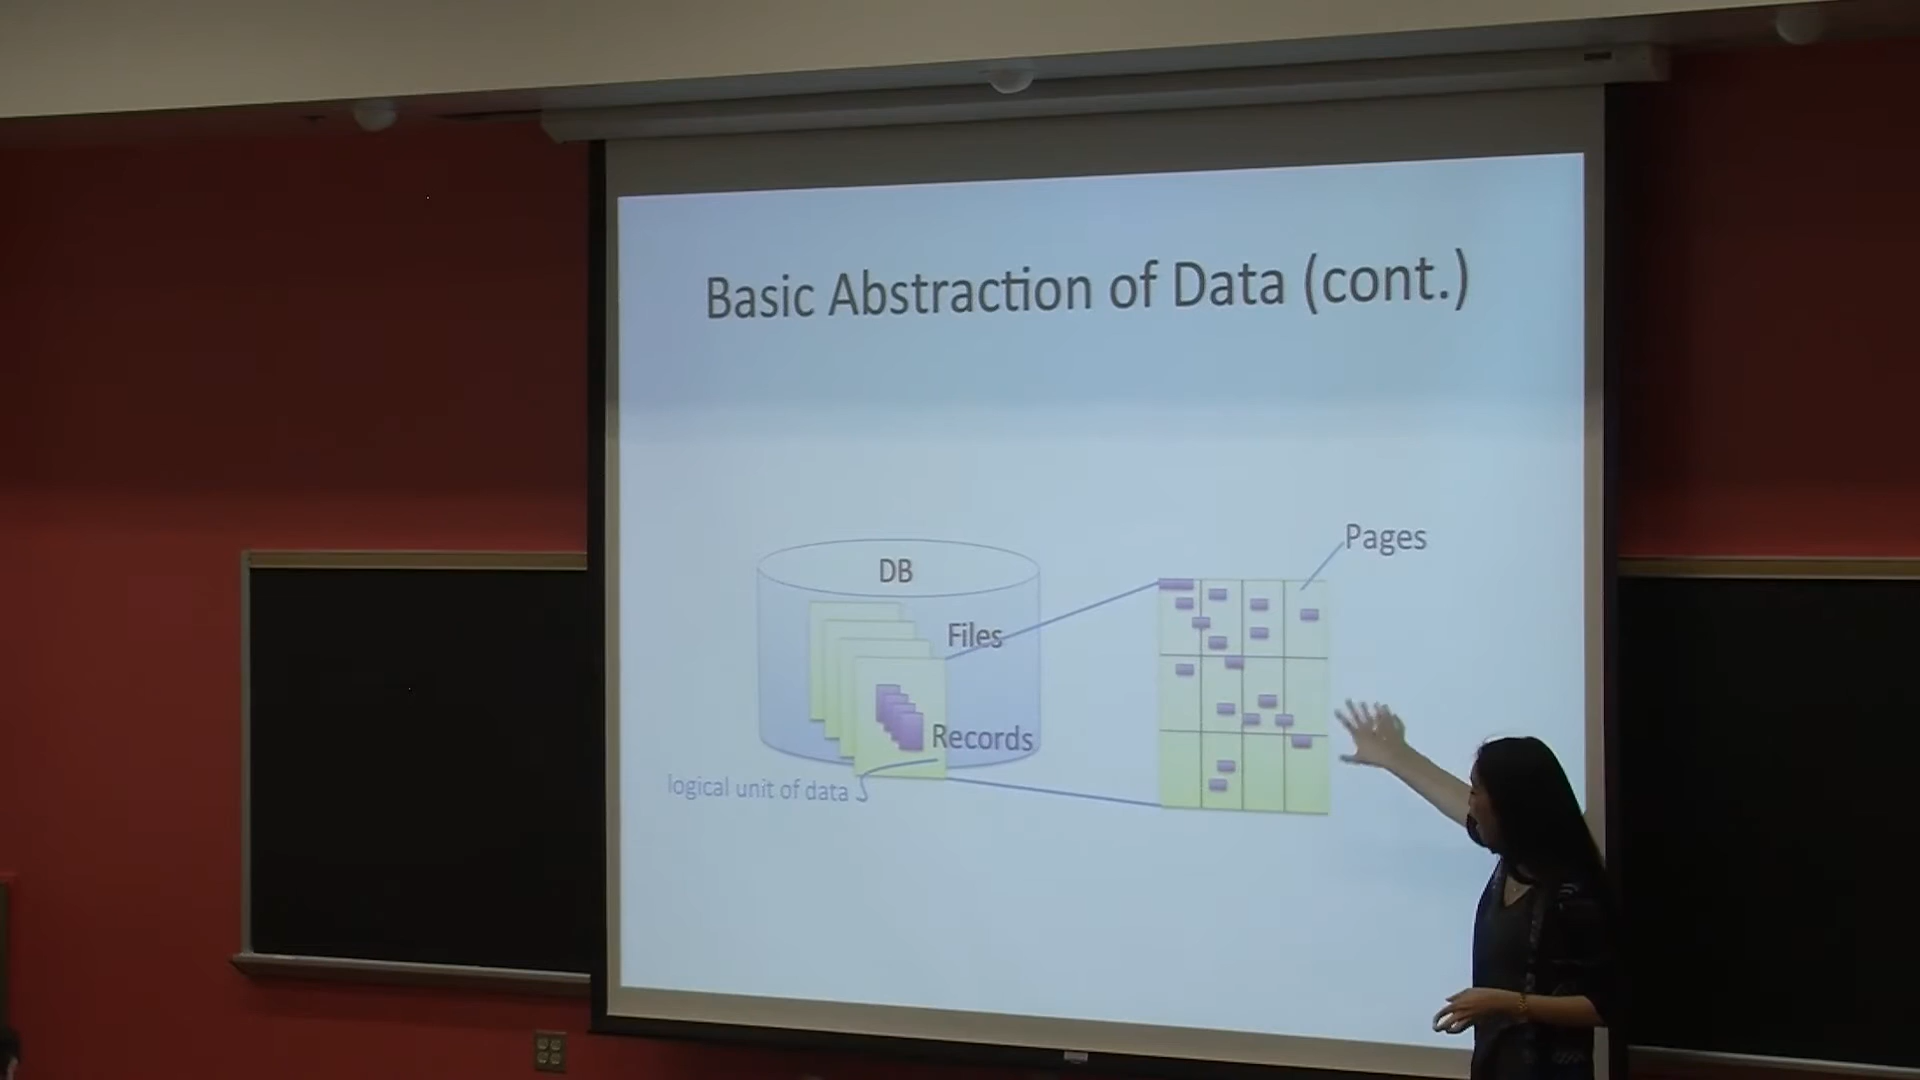 Basic Abstraction of Data (cont.)
Pages
DB
Files
Records
logical unit of data